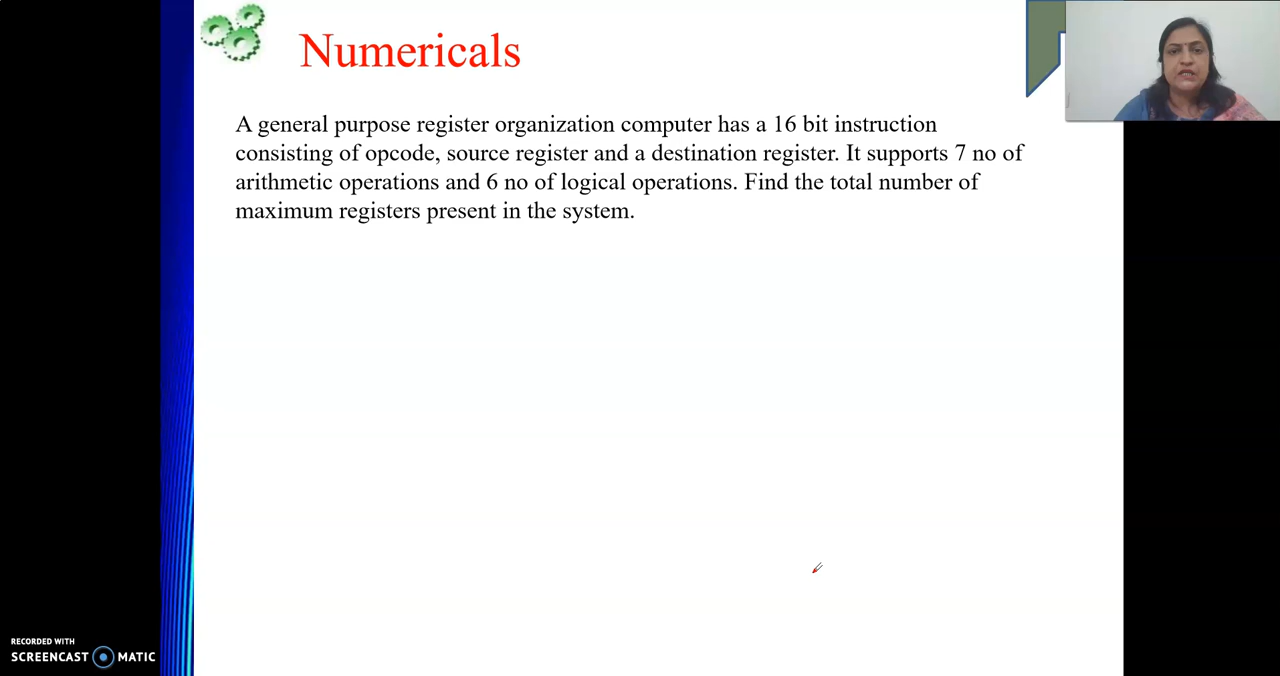 Numericals
A general purpose register organization computer has a 16 bit instruction
consisting of opcode, source register and a destination register. It supports 7 no of
arithmetic operations and 6 no of logical operations. Find the total number of
maximum registers present in the system.
RECORDED WITH
SCREENCAST MATIC